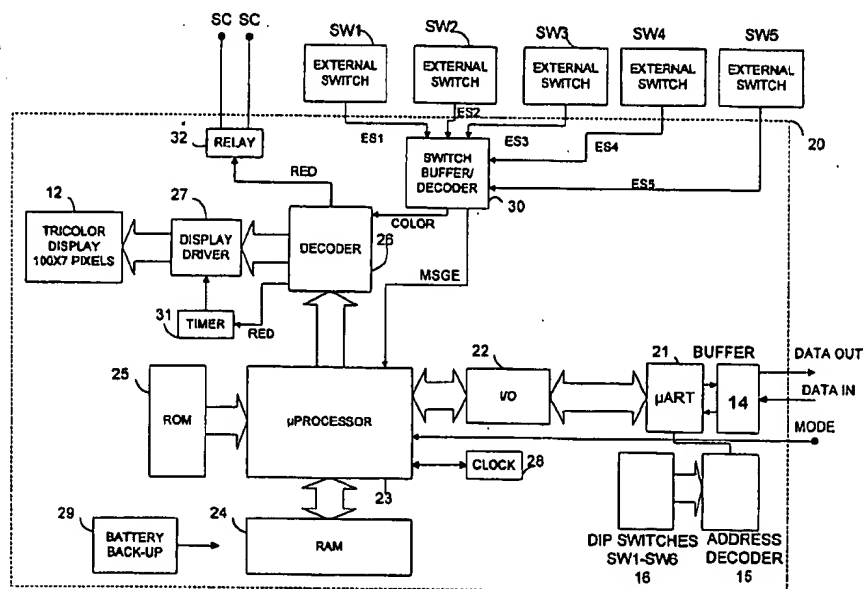 SC SC
SW1
SW2
SW3
SW4
SW5
EXTERNAL
SWITCH
EXTERNAL
SWITCH
EXTERNAL
SWITCH
EXTERNAL
SWITCH
EXTERNAL
SWITCH
ES1
ES2
ES3
ES4
ES5
20
32
RELAY
RED
SWITCH
BUFFER/
DECODER
30
COLOR
MSGE
12
TRICOLOR
DISPLAY
100X7 PIXELS
27
DISPLAY
DRIVER
DECODER
26
31
TIMER
RED
25
ROM
µPROCESSOR
23
22
I/O
21
µART
BUFFER
14
DATA OUT
DATA IN
MODE
CLOCK
28
29
BATTERY
BACK-UP
24
RAM
DIP SWITCHES
SW1-SW6
16
ADDRESS
DECODER
15